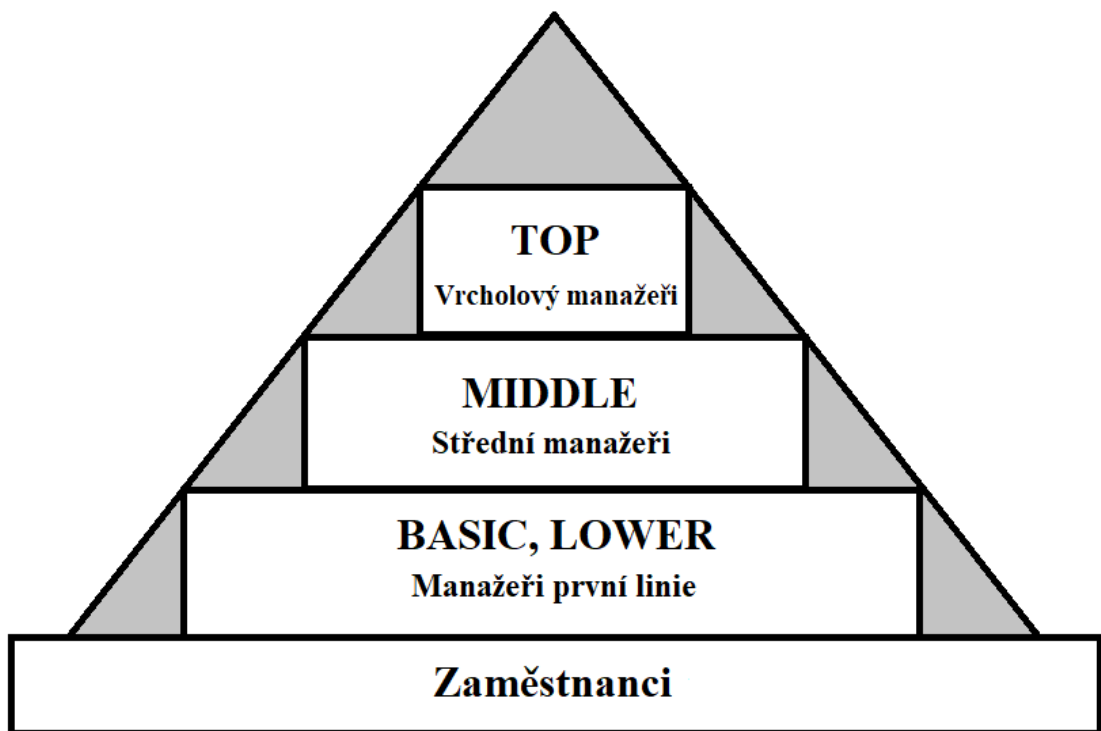 TOP
Vrcholový manažeři
MIDDLE
Střední manažeři
BASIC, LOWER
Manažeři první linie
Zaměstnanci